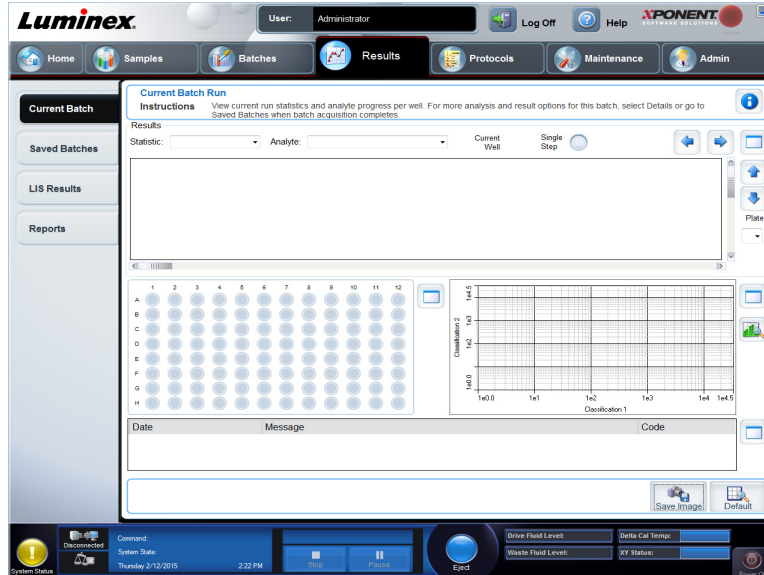 Luminex.
User: Administrator
Log Off
Help
XPONENT
SOFTWARE SOLUTIONS
Home
Samples
Batches
Results
Protocols
Maintenance
Admin
Current Batch
Saved Batches
LIS Results
Reports
Current Batch Run
Instructions View current run statistics and analyte progress per well. For more analysis and result options for this batch, select Details or go to
Saved Batches when batch acquisition completes.
Results
Statistic:
Analyte:
Current
Well
Single
Step
Plate
1 2 3 4 5 6 7 8 9 10 11 12
A
B
C
D
E
F
G
H
Classification 2
1e4.5
1e4
1e3
1e2
1e0.0
1e0.0 1e1 1e2 1e3 1e4 1e4.5
Classification 1
Date Message Code
Save Image
Default
System Status
Disconnected
Command:
System State:
Thursday 2/12/2015 2:22 PM
Stop
Pause
Eject
Drive Fluid Level:
Waste Fluid Level:
Delta Cal Temp:
XY Status: